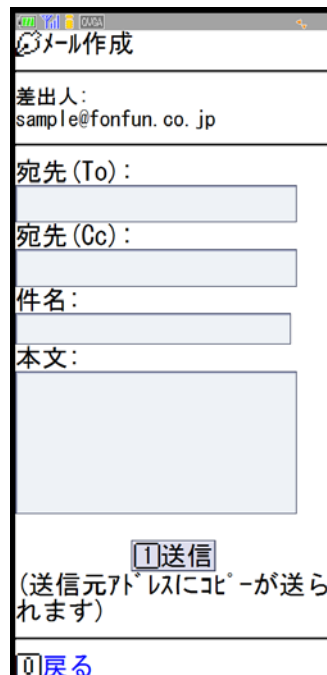 QVGA
メール作成
差出人:
sample@fonfun.co.jp
宛先(To):
宛先(Cc):
件名:
本文:
1送信
(送信元ｱﾄﾞﾚｽにｺﾋﾟｰが送ら
れます)
0戻る